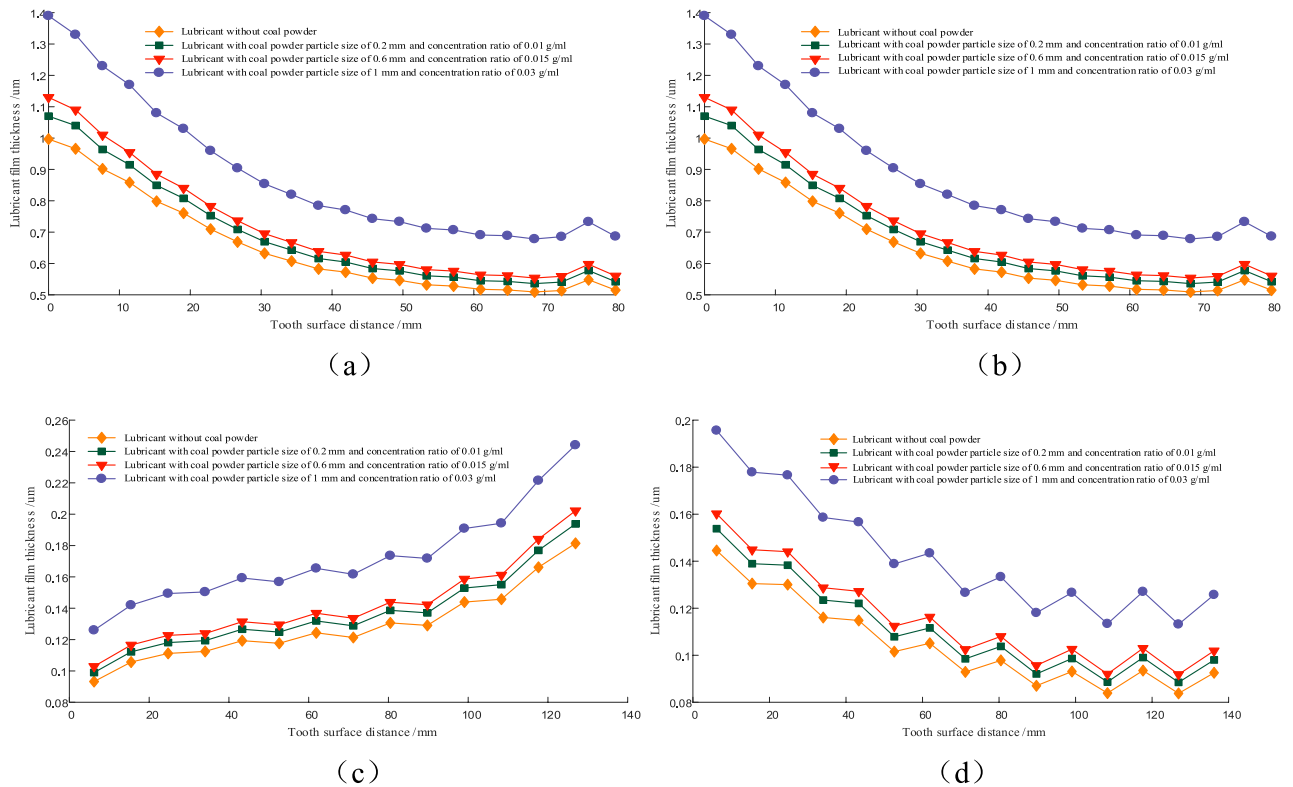 1.4
1.3
1.2
1.1
1
0.9
0.8
0.7
0.6
0.5
Lubricant film thickness /um
Lubricant without coal powder
Lubricant with coal powder particle size of 0.2 mm and concentration ratio of 0.01 g/ml
Lubricant with coal powder particle size of 0.6 mm and concentration ratio of 0.015 g/ml
Lubricant with coal powder particle size of 1 mm and concentration ratio of 0.03 g/ml
0 10 20 30 40 50 60 70 80
Tooth surface distance /mm
（a）
1.4
1.3
1.2
1.1
1
0.9
0.8
0.7
0.6
0.5
Lubricant film thickness /um
Lubricant without coal powder
Lubricant with coal powder particle size of 0.2 mm and concentration ratio of 0.01 g/ml
Lubricant with coal powder particle size of 0.6 mm and concentration ratio of 0.015 g/ml
Lubricant with coal powder particle size of 1 mm and concentration ratio of 0.03 g/ml
0 10 20 30 40 50 60 70 80
Tooth surface distance /mm
（b）
0.26
0.24
0.22
0.2
0.18
0.16
0.14
0.12
0.1
0.08
Lubricant film thickness /um
Lubricant without coal powder
Lubricant with coal powder particle size of 0.2 mm and concentration ratio of 0.01 g/ml
Lubricant with coal powder particle size of 0.6 mm and concentration ratio of 0.015 g/ml
Lubricant with coal powder particle size of 1 mm and concentration ratio of 0.03 g/ml
0 20 40 60 80 100 120 140
Tooth surface distance /mm
（c）
0.2
0.18
0.16
0.14
0.12
0.1
0.08
Lubricant film thickness /um
Lubricant without coal powder
Lubricant with coal powder particle size of 0.2 mm and concentration ratio of 0.01 g/ml
Lubricant with coal powder particle size of 0.6 mm and concentration ratio of 0.015 g/ml
Lubricant with coal powder particle size of 1 mm and concentration ratio of 0.03 g/ml
0 20 40 60 80 100 120 140
Tooth surface distance /mm
（d）